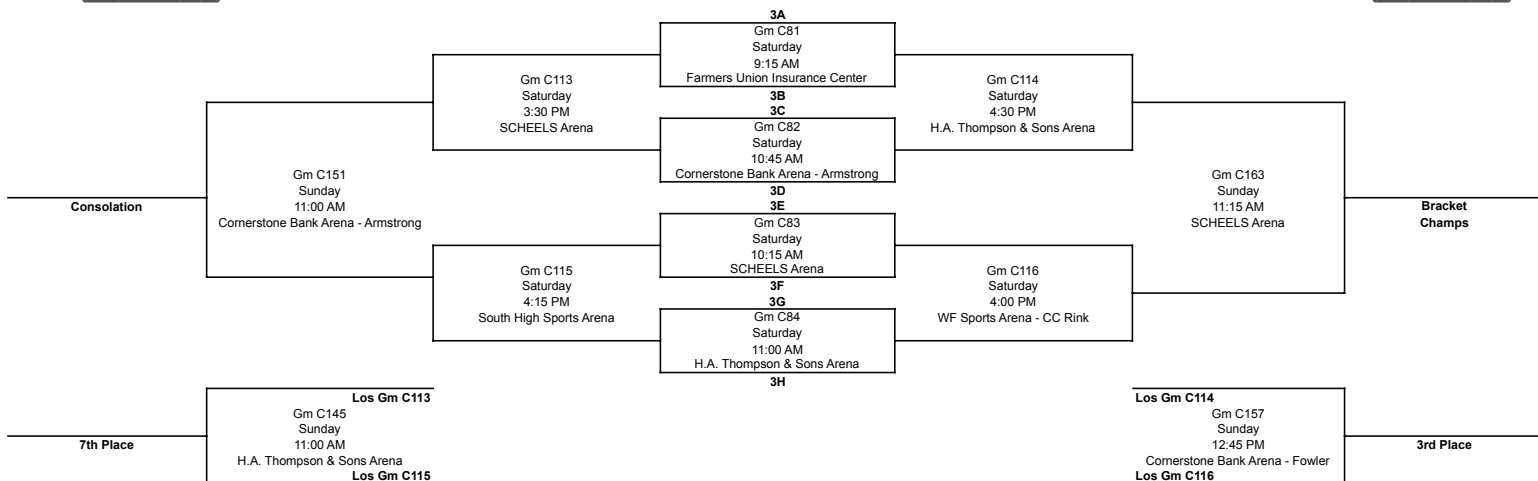 3A
Gm C81
Saturday
9:15 AM
Farmers Union Insurance Center
3B
Gm C113
Saturday
3:30 PM
SCHEELS Arena
Gm C114
Saturday
4:30 PM
H.A. Thompson & Sons Arena
3C
Gm C82
Saturday
10:45 AM
Cornerstone Bank Arena - Armstrong
3D
Gm C151
Sunday
11:00 AM
Cornerstone Bank Arena - Armstrong
Consolation
Gm C163
Sunday
11:15 AM
SCHEELS Arena
Bracket
Champs
3E
Gm C83
Saturday
10:15 AM
SCHEELS Arena
3F
Gm C115
Saturday
4:15 PM
South High Sports Arena
Gm C116
Saturday
4:00 PM
WF Sports Arena - CC Rink
3G
Gm C84
Saturday
11:00 AM
H.A. Thompson & Sons Arena
3H
Los Gm C113
Gm C145
Sunday
11:00 AM
H.A. Thompson & Sons Arena
Los Gm C115
7th Place
Los Gm C114
Gm C157
Sunday
12:45 PM
Cornerstone Bank Arena - Fowler
Los Gm C116
3rd Place